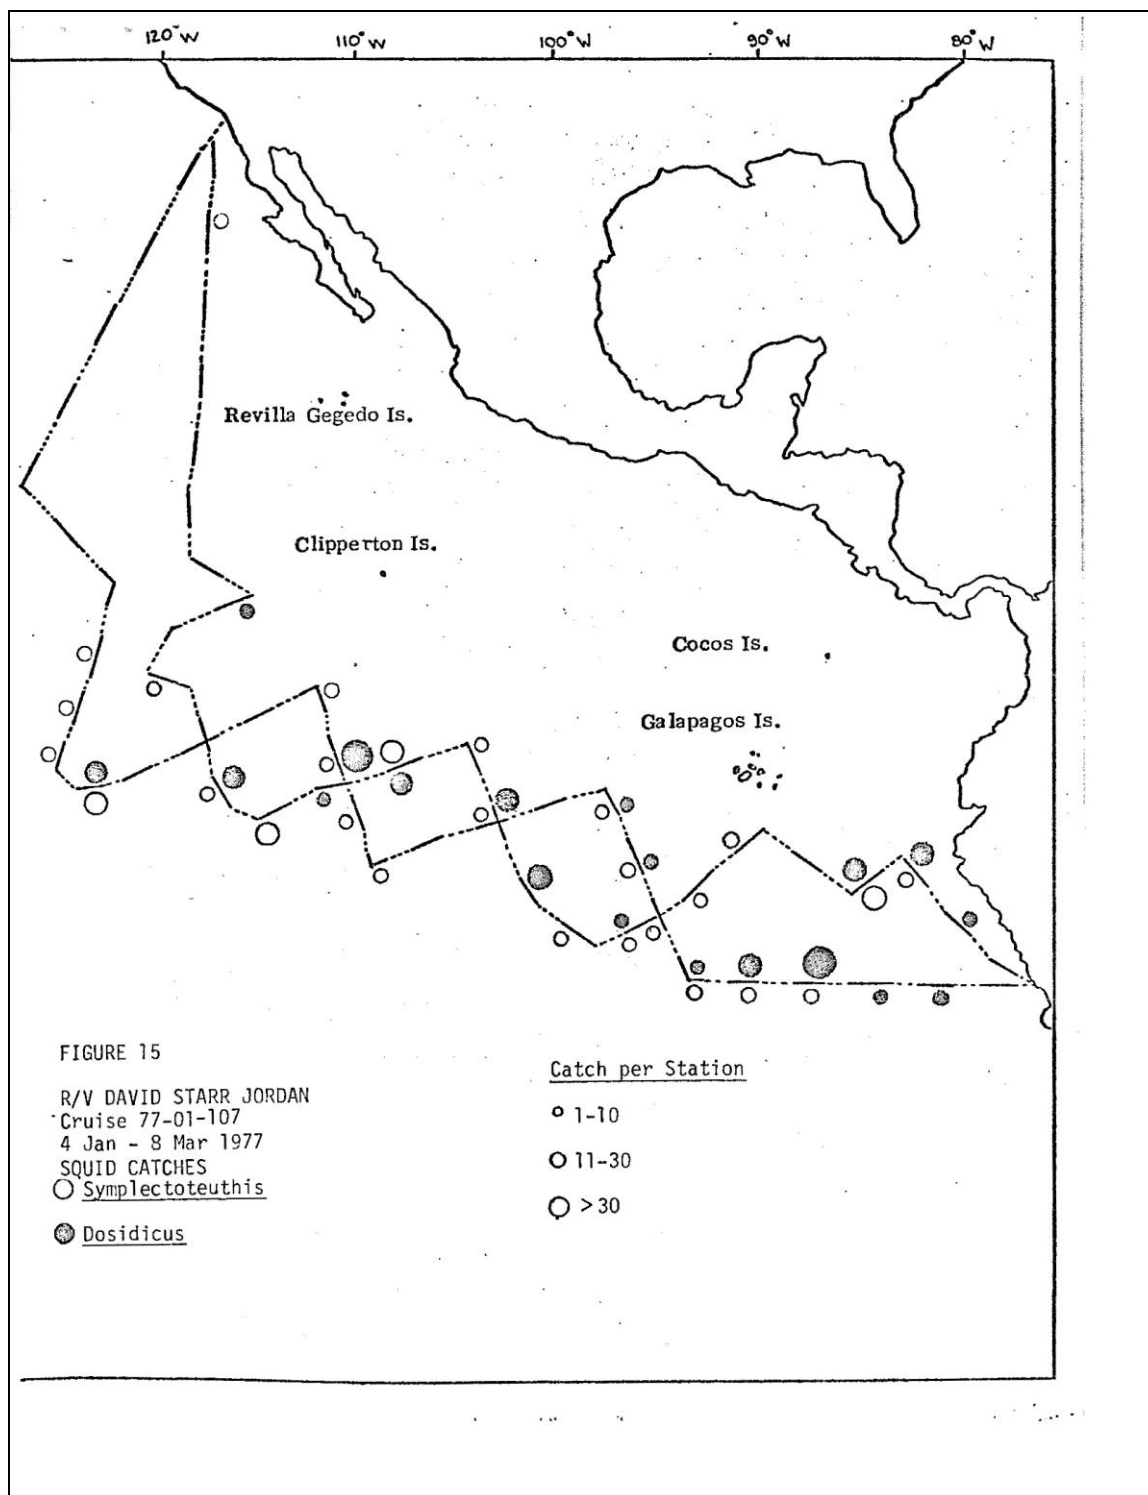 120°W 110°W 100°W 90°W 80°W
Revilla Gegedo Is.
Clipperton Is.
Cocos Is.
Galapagos Is.
FIGURE 15
R/V DAVID STARR JORDAN
Cruise 77-01-107
4 Jan - 8 Mar 1977
SQUID CATCHES
Symplectoteuthis
Dosidicus
Catch per Station
1-10
11-30
>30